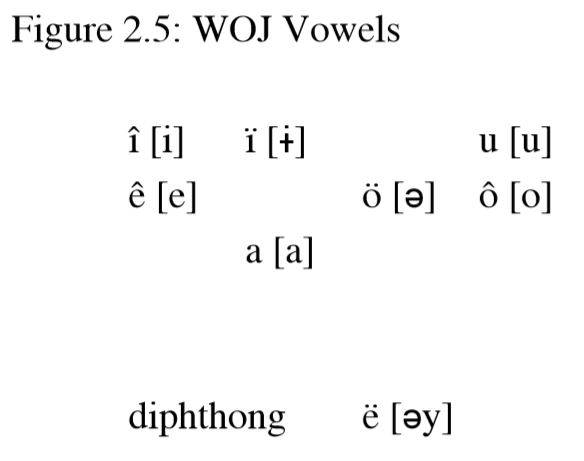 Figure 2.5: WOJ Vowels
î [i] ï [ɨ] u [u]
ê [e] ö [ə] ô [o]
a [a]
diphthong ë [əy]